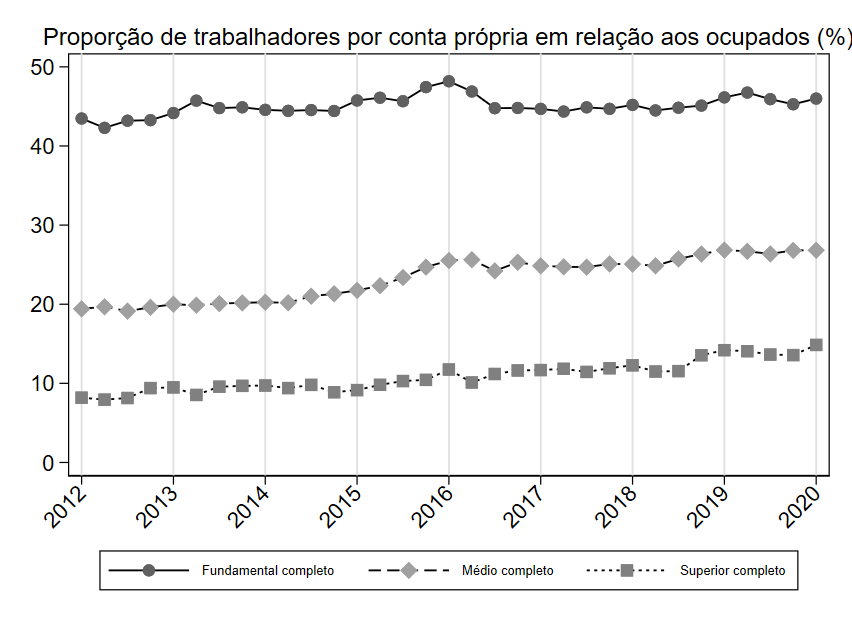 Proporção de trabalhadores por conta própria em relação aos ocupados (%)
50
40
30
20
10
0
2012 2013 2014 2015 2016 2017 2018 2019 2020
Fundamental completo Médio completo Superior completo